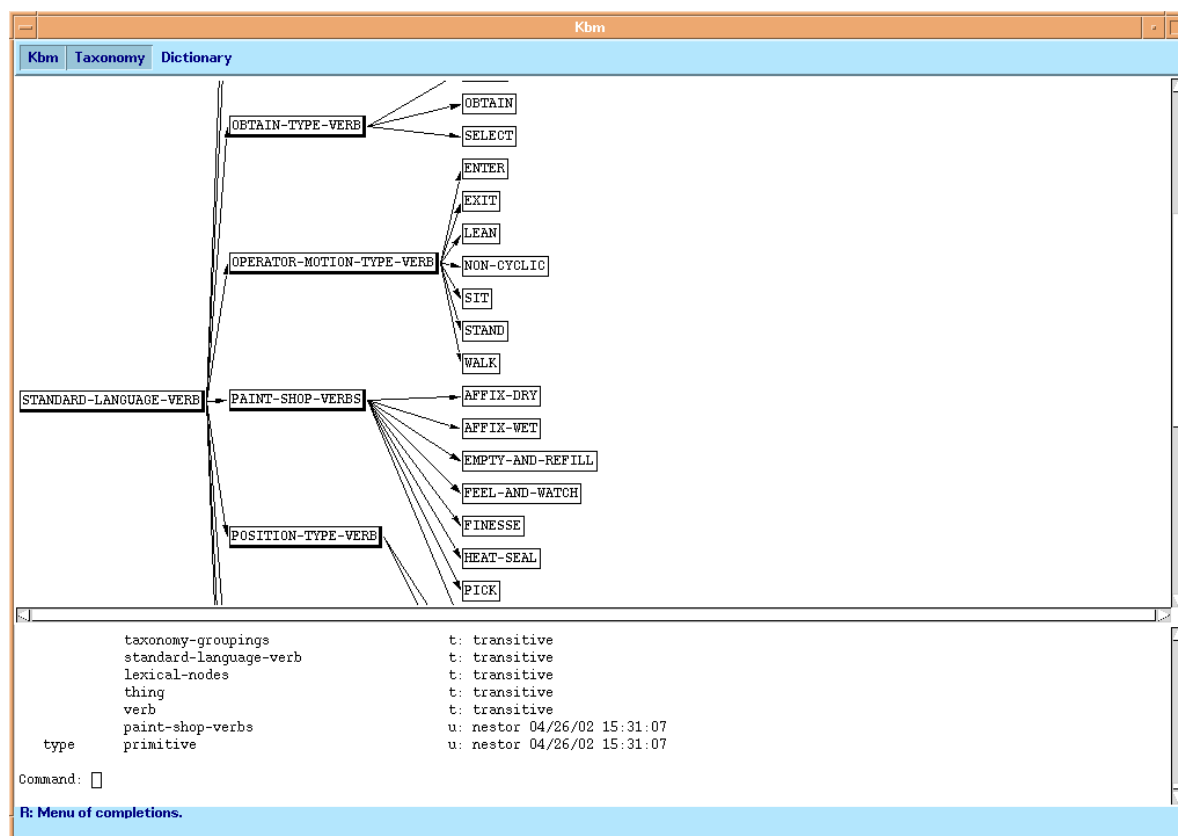 Kbm
Kbm Taxonomy Dictionary
OBTAIN
OBTAIN-TYPE-VERB
SELECT
ENTER
EXIT
LEAN
OPERATOR-MOTION-TYPE-VERB
NON-CYCLIC
SIT
STAND
WALK
STANDARD-LANGUAGE-VERB
PAINT-SHOP-VERBS
AFFIX-DRY
AFFIX-WET
EMPTY-AND-REFILL
FEEL-AND-WATCH
FINESSE
POSITION-TYPE-VERB
HEAT-SEAL
PICK
taxonomy-groupings t: transitive
standard-language-verb t: transitive
lexical-nodes t: transitive
thing t: transitive
verb t: transitive
paint-shop-verbs u: nestor 04/26/02 15:31:07
type primitive u: nestor 04/26/02 15:31:07
Command:
R: Menu of completions.